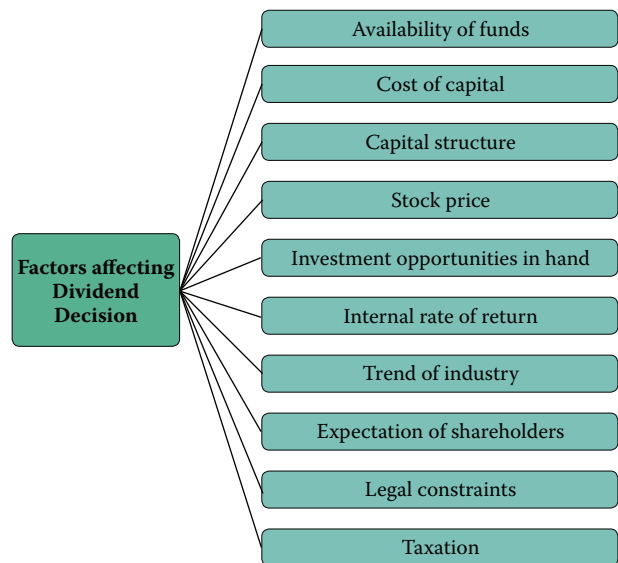 Availability of funds
Cost of capital
Capital structure
Stock price
Factors affecting
Dividend
Decision
Investment opportunities in hand
Internal rate of return
Trend of industry
Expectation of shareholders
Legal constraints
Taxation